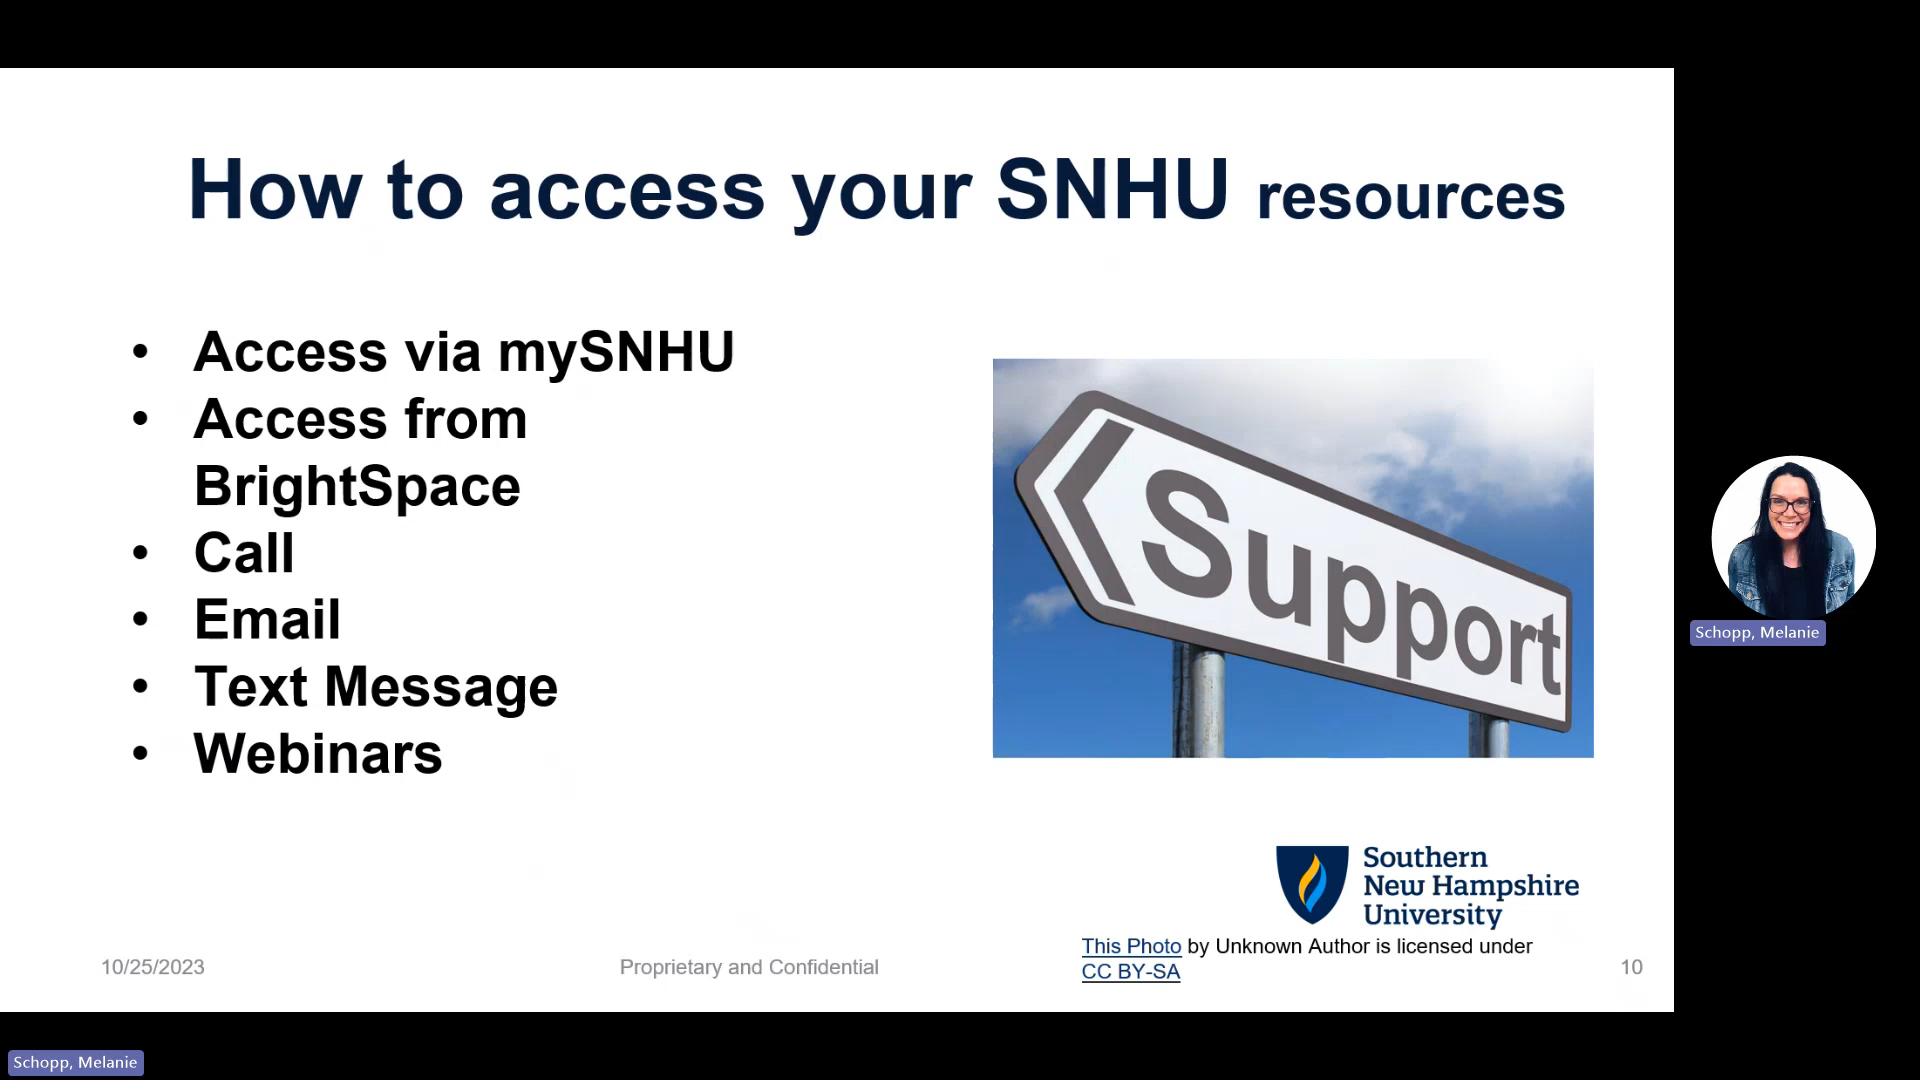 How to access your SNHU resources
• Access via mySNHU
• Access from
BrightSpace
• Call
• Email
• Text Message
• Webinars
Support
Schopp, Melanie
Southern
New Hampshire
University
This Photo by Unknown Author is licensed under
CC BY-SA
10/25/2023
Proprietary and Confidential
10
Schopp, Melanie